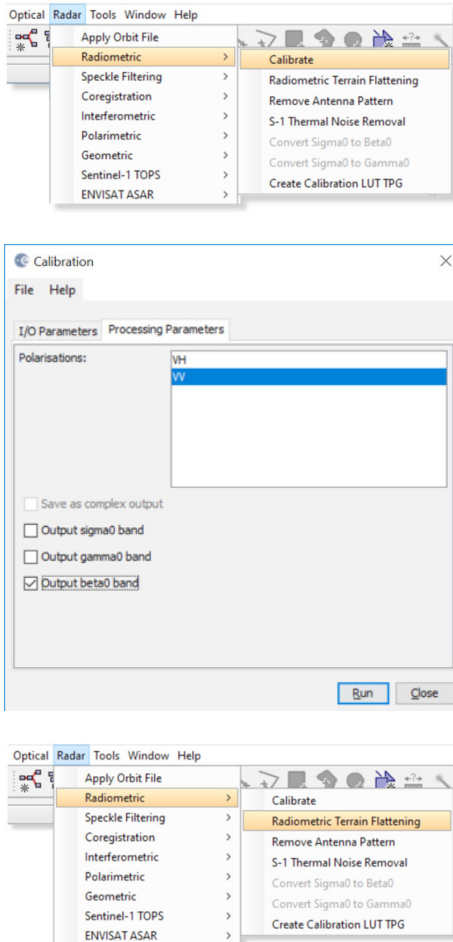 Optical Radar Tools Window Help
Apply Orbit File
Radiometric >
Speckle Filtering >
Coregistration >
Interferometric >
Polarimetric >
Geometric >
Sentinel-1 TOPS >
ENVISAT ASAR >
Calibrate
Radiometric Terrain Flattening
Remove Antenna Pattern
S-1 Thermal Noise Removal
Convert Sigma0 to Beta0
Convert Sigma0 to Gamma0
Create Calibration LUT TPG
Calibration
File Help
I/O Parameters Processing Parameters
Polarisations:
VH
VV
Save as complex output
Output sigma0 band
Output gamma0 band
Output beta0 band
Run Close
Optical Radar Tools Window Help
Apply Orbit File
Radiometric >
Speckle Filtering >
Coregistration >
Interferometric >
Polarimetric >
Geometric >
Sentinel-1 TOPS >
ENVISAT ASAR >
Calibrate
Radiometric Terrain Flattening
Remove Antenna Pattern
S-1 Thermal Noise Removal
Convert Sigma0 to Beta0
Convert Sigma0 to Gamma0
Create Calibration LUT TPG